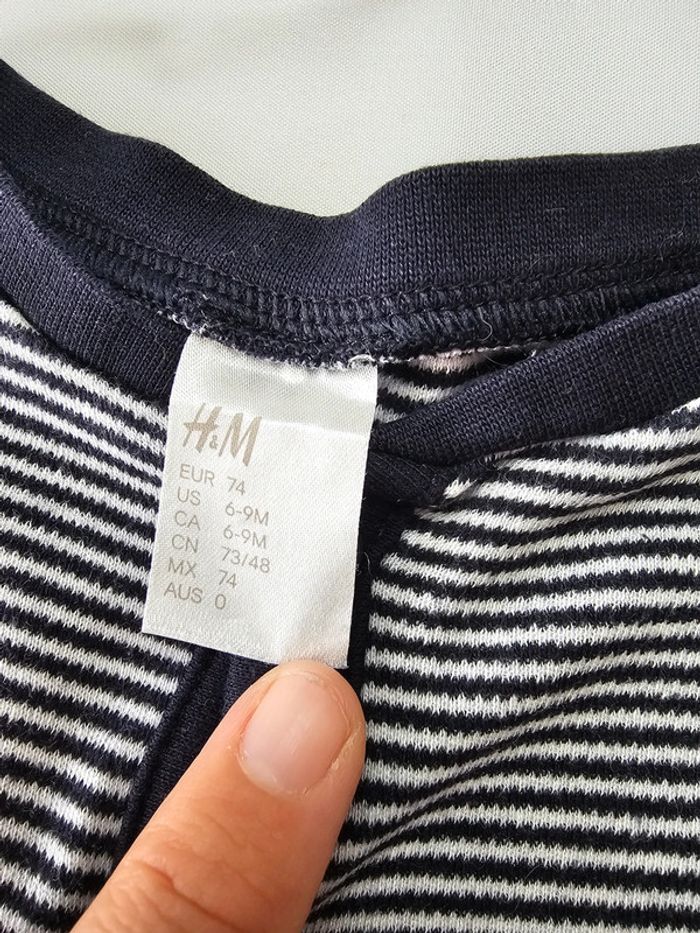 H&M
EUR 74
US 6-9M
CA 6-9M
CN 73/48
MX 74
AUS 0